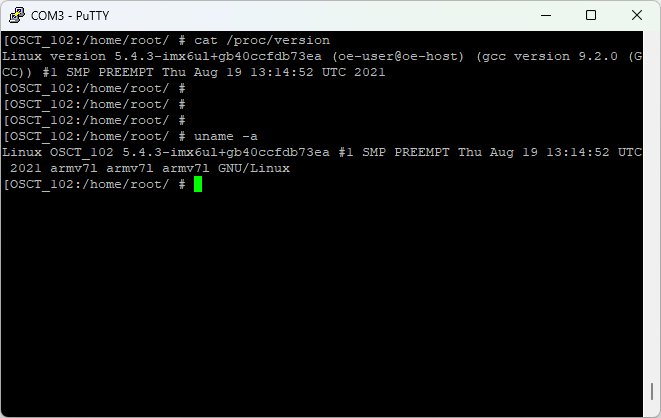 COM3 - PuTTY
[OSCT_102:/home/root/ # cat /proc/version
Linux version 5.4.3-imx6ul+gb40ccfdb73ea (oe-user@oe-host) (gcc version 9.2.0 (G
CC)) #1 SMP PREEMPT Thu Aug 19 13:14:52 UTC 2021
[OSCT_102:/home/root/ #
[OSCT_102:/home/root/ #
[OSCT_102:/home/root/ #
[OSCT_102:/home/root/ # uname -a
Linux OSCT_102 5.4.3-imx6ul+gb40ccfdb73ea #1 SMP PREEMPT Thu Aug 19 13:14:52 UTC
 2021 armv7l armv7l armv7l GNU/Linux
[OSCT_102:/home/root/ #